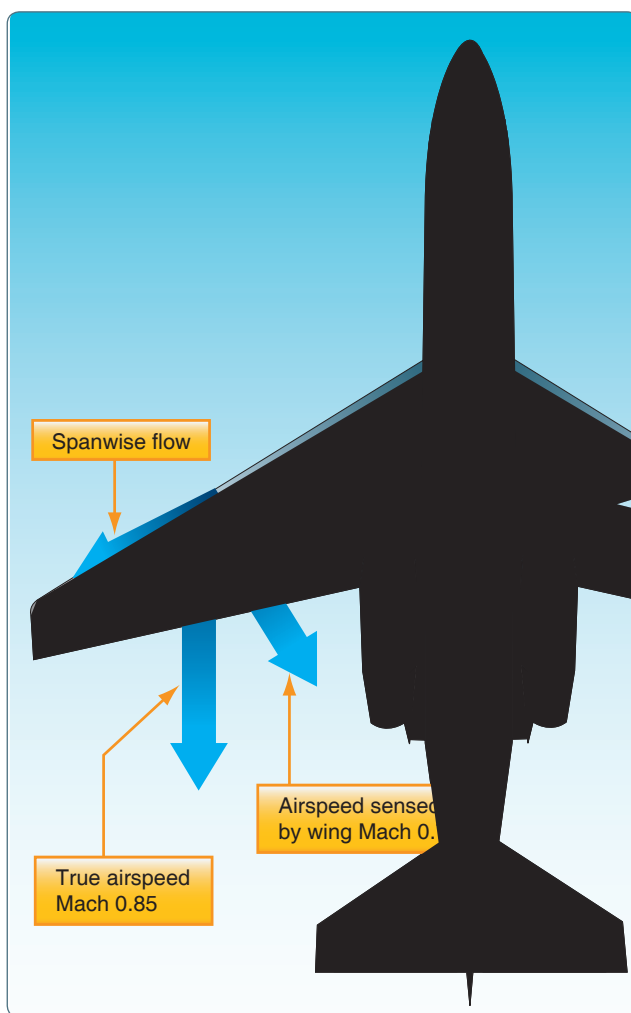 Spanwise flow
Airspeed sensed
by wing Mach 0.
True airspeed
Mach 0.85